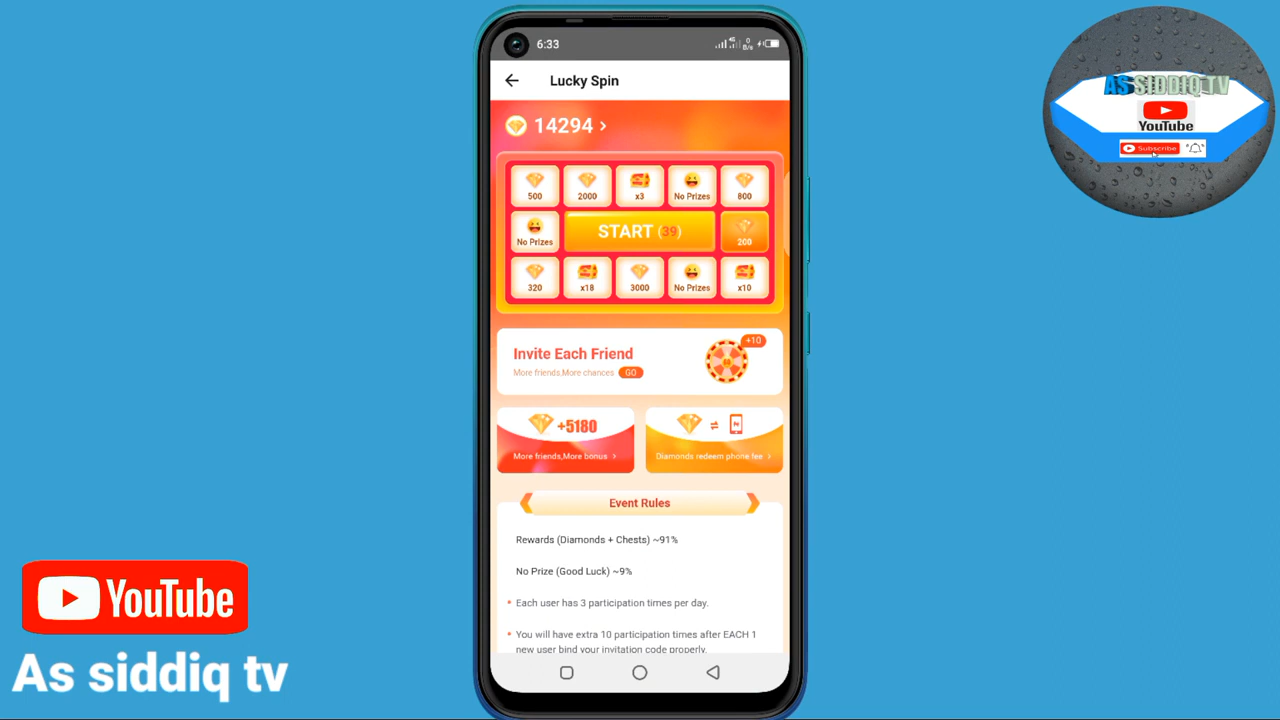 6:33
4G
0
B/s
Lucky Spin
14294 >
500
2000
x3
No Prizes
800
No Prizes
START (39)
200
320
x18
3000
No Prizes
x10
Invite Each Friend
+10
More friends,More chances GO
+5180
More friends,More bonus >
Diamonds redeem phone fee >
Event Rules
Rewards (Diamonds + Chests) ~91%
No Prize (Good Luck) ~9%
* Each user has 3 participation times per day.
* You will have extra 10 participation times after EACH 1
new user bind your invitation code properly.
AS SIDDIQ TV
YouTube
Subscribe
YouTube
As siddiq tv